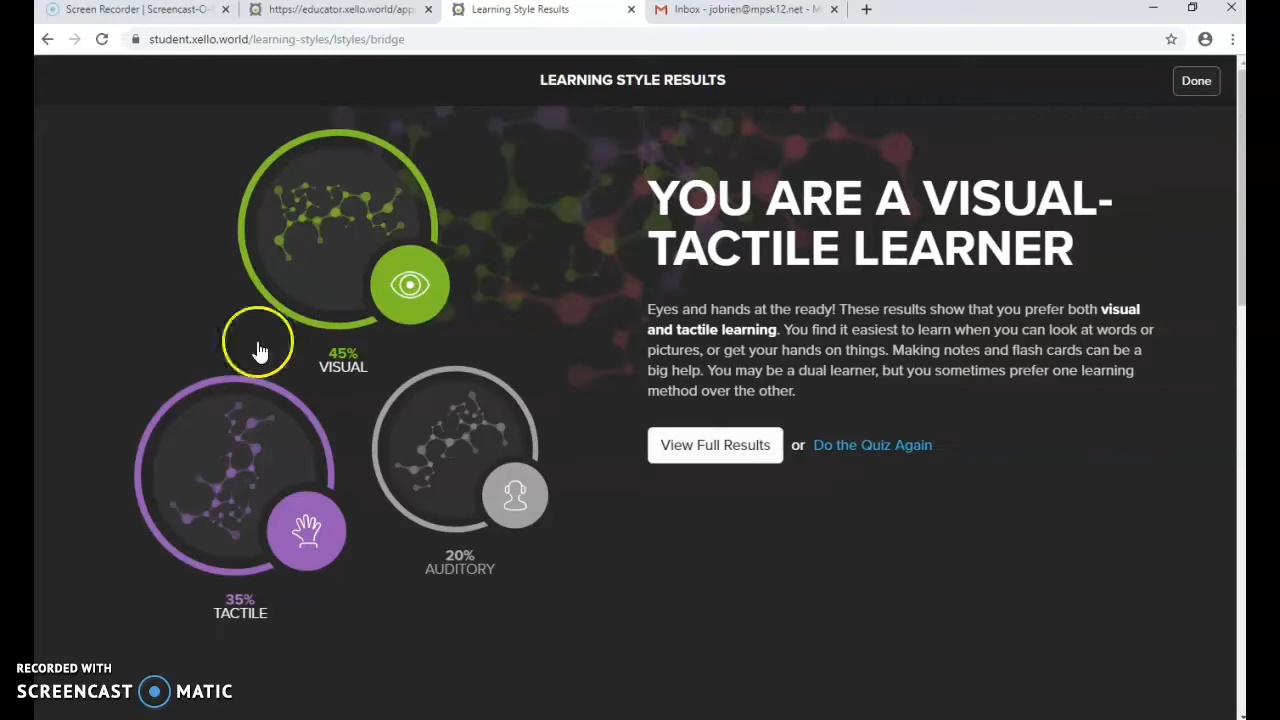 Screen Recorder | Screencast-O-
https://educator.xello.world/app
Learning Style Results
Inbox - jobrien@mpsk12.net - M
student.xello.world/learning-styles/lstyles/bridge
LEARNING STYLE RESULTS
Done
YOU ARE A VISUAL-
TACTILE LEARNER
Eyes and hands at the ready! These results show that you prefer both visual
and tactile learning. You find it easiest to learn when you can look at words or
pictures, or get your hands on things. Making notes and flash cards can be a
big help. You may be a dual learner, but you sometimes prefer one learning
method over the other.
View Full Results or Do the Quiz Again
45%
VISUAL
20%
AUDITORY
35%
TACTILE
RECORDED WITH
SCREENCAST MATIC